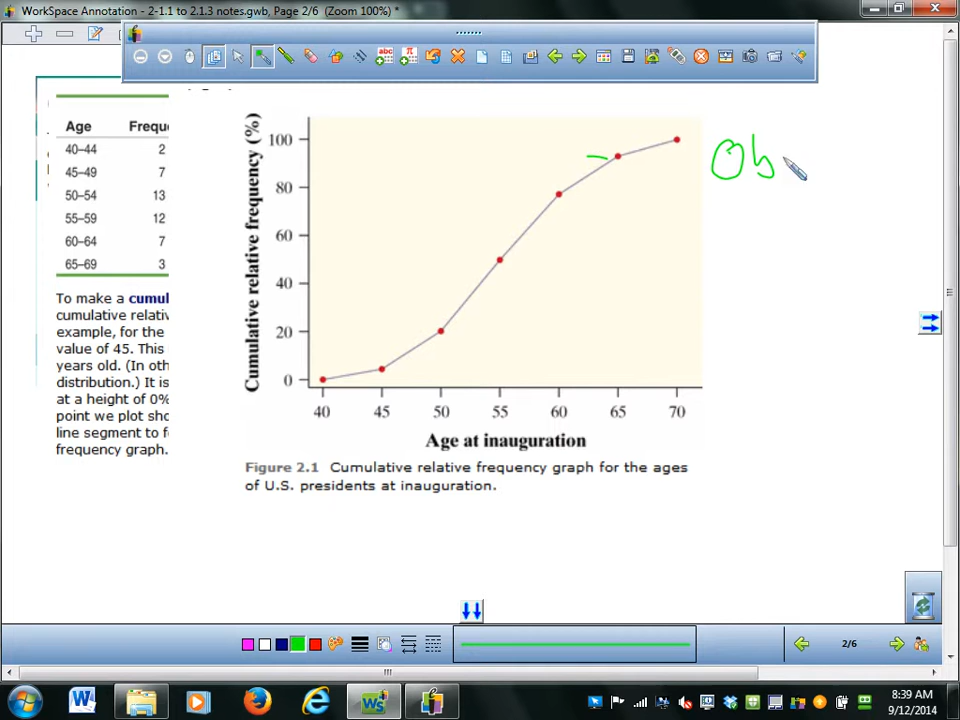 WorkSpace Annotation - 2-1.1 to 2.1.3 notes.gwb, Page 2/6 (Zoom 100%) *
abc
π
Age Frequ
40–44 2
45–49 7
50–54 13
55–59 12
60–64 7
65–69 3
To make a cumul
cumulative relativ
example, for the
value of 45. This
years old. (In oth
distribution.) It is
at a height of 0%
point we plot sho
line segment to f
frequency graph.
Cumulative relative frequency (%)
100
80
60
40
20
0
40 45 50 55 60 65 70
Age at inauguration
Figure 2.1 Cumulative relative frequency graph for the ages
of U.S. presidents at inauguration.
Ob
2/6
8:39 AM
9/12/2014